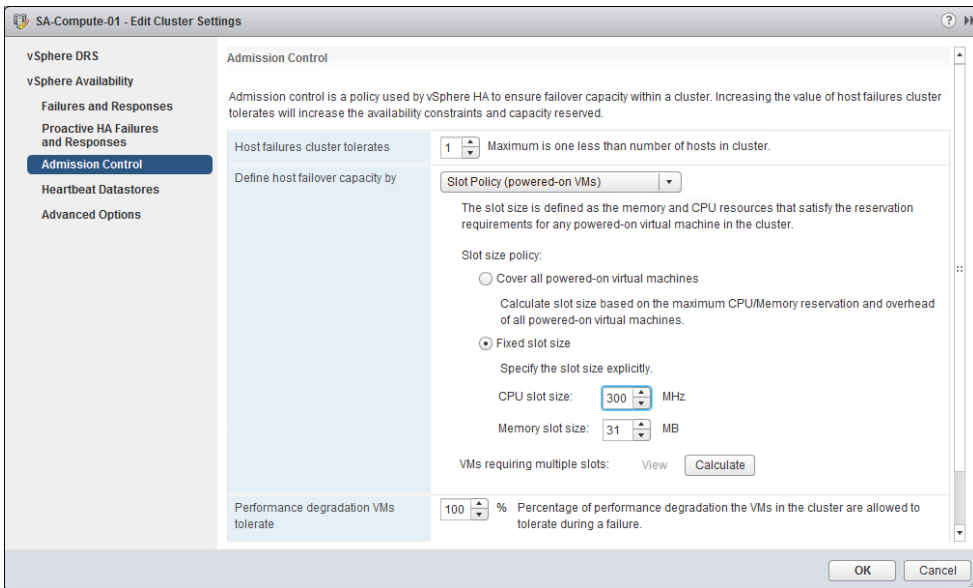 SA-Compute-01 - Edit Cluster Settings
?
vSphere DRS
vSphere Availability
Failures and Responses
Proactive HA Failures
and Responses
Admission Control
Heartbeat Datastores
Advanced Options
Admission Control
Admission control is a policy used by vSphere HA to ensure failover capacity within a cluster. Increasing the value of host failures cluster
tolerates will increase the availability constraints and capacity reserved.
Host failures cluster tolerates
1 Maximum is one less than number of hosts in cluster.
Define host failover capacity by
Slot Policy (powered-on VMs)
The slot size is defined as the memory and CPU resources that satisfy the reservation
requirements for any powered-on virtual machine in the cluster.
Slot size policy:
Cover all powered-on virtual machines
Calculate slot size based on the maximum CPU/Memory reservation and overhead
of all powered-on virtual machines.
Fixed slot size
Specify the slot size explicitly.
CPU slot size: 300 MHz
Memory slot size: 31 MB
VMs requiring multiple slots: View Calculate
Performance degradation VMs
tolerate
100 % Percentage of performance degradation the VMs in the cluster are allowed to
tolerate during a failure.
OK Cancel